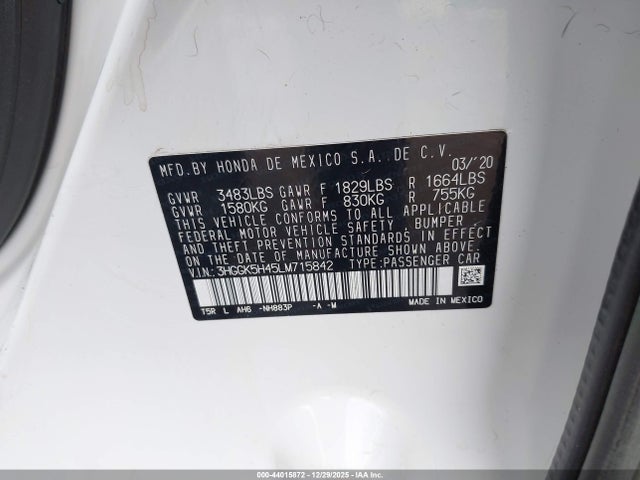 MFD. BY HONDA DE MEXICO S.A. DE C.V. 03/'20
GVWR 3483LBS GAWR F 1829LBS R 1664LBS
GVWR 1580KG GAWR F 830KG R 755KG
THIS VEHICLE CONFORMS TO ALL APPLICABLE
FEDERAL MOTOR VEHICLE SAFETY, BUMPER
AND THEFT PREVENTION STANDARDS IN EFFECT
ON THE DATE OF MANUFACTURE SHOWN ABOVE.
V.I.N: 3HGGK5H45LM715842 TYPE: PASSENGER CAR
T5R L AH6 -NH883P -A -M MADE IN MEXICO
000-44015872 - 12/29/2025 - IAAI.com